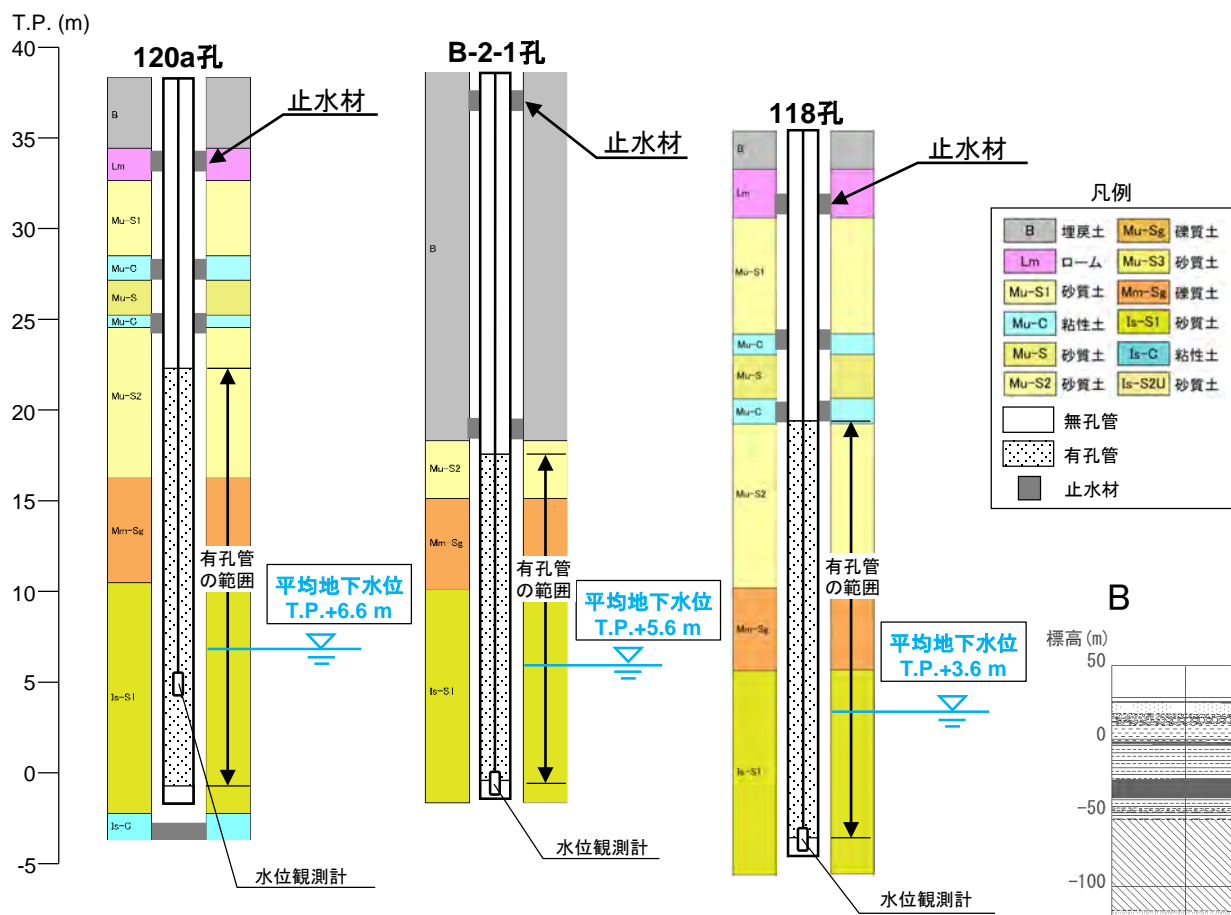 T.P. (m)
40
35
30
25
20
15
10
5
0
-5
120a孔
止水材
B
Lm
Mu-S1
Mu-C
Mu-S
Mu-C
Mu-S2
Mm-Sg
Is-S1
Is-C
有孔管
の範囲
平均地下水位
T.P.+6.6 m
水位観測計
B-2-1孔
止水材
B
Mu-S2
Mm-Sg
Is-S1
有孔管
の範囲
平均地下水位
T.P.+5.6 m
水位観測計
118孔
止水材
B
Lm
Mu-S1
Mu-C
Mu-S
Mu-C
Mu-S2
Mm-Sg
Is-S1
有孔管
の範囲
平均地下水位
T.P.+3.6 m
水位観測計
凡例
B 埋戻土 Mu-Sg 礫質土
Lm ローム Mu-S3 砂質土
Mu-S1 砂質土 Mm-Sg 礫質土
Mu-C 粘性土 Is-S1 砂質土
Mu-S 砂質土 Is-C 粘性土
Mu-S2 砂質土 Is-S2U 砂質土
無孔管
有孔管
止水材
B
標高(m)
50
0
-50
-100